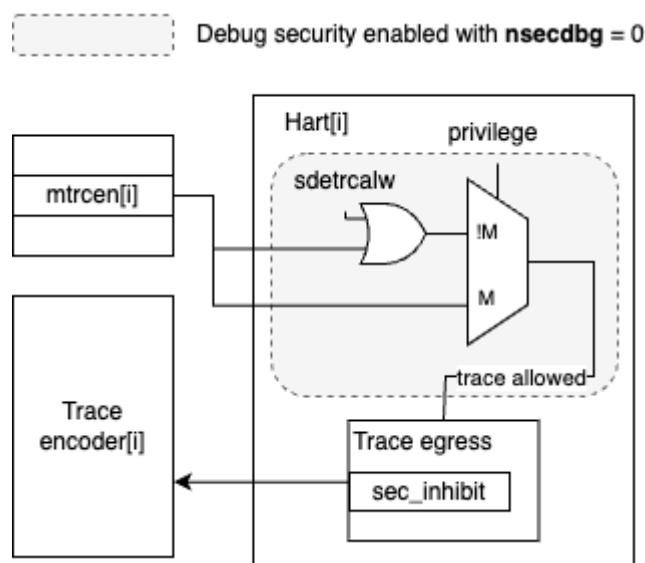 Debug security enabled with nsecdbg = 0
Hart[i]
privilege
mtrcen[i]
sdetrcalw
!M
M
trace allowed
Trace
encoder[i]
Trace egress
sec_inhibit